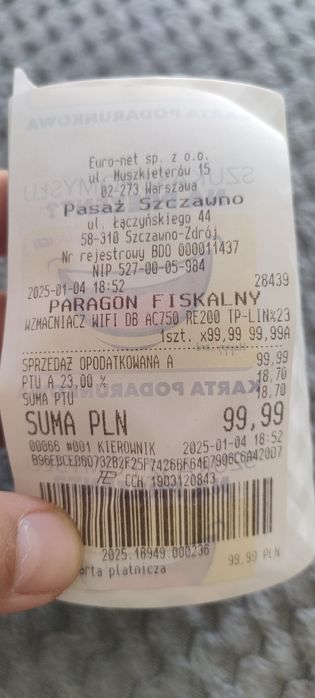 Euro-net sp. z o.o.
ul. Muszkieterów 15
02-273 Warszawa
Pasaż Szczawno
ul. Łączyńskiego 44
58-310 Szczawno-Zdrój
Nr rejestrowy BDO 000011437
NIP 527-00-05-984
2025-01-04 18:52 28439
PARAGON FISKALNY
WZMACNIACZ WIFI DB AC750 RE200 TP-LIN%23
1szt. x99,99 99,99A
SPRZEDAŻ OPODATKOWANA A 99,99
PTU A 23,00 % 18,70
SUMA PTU 18,70
SUMA PLN 99,99
00066 #001 KIEROWNIK 2025-01-04 18:52
CCH 1903120843
2025.18949.000236
arta płatnicza 99.99 PLN
KARTA PODARUNKOWA
KARTA PODARUNK